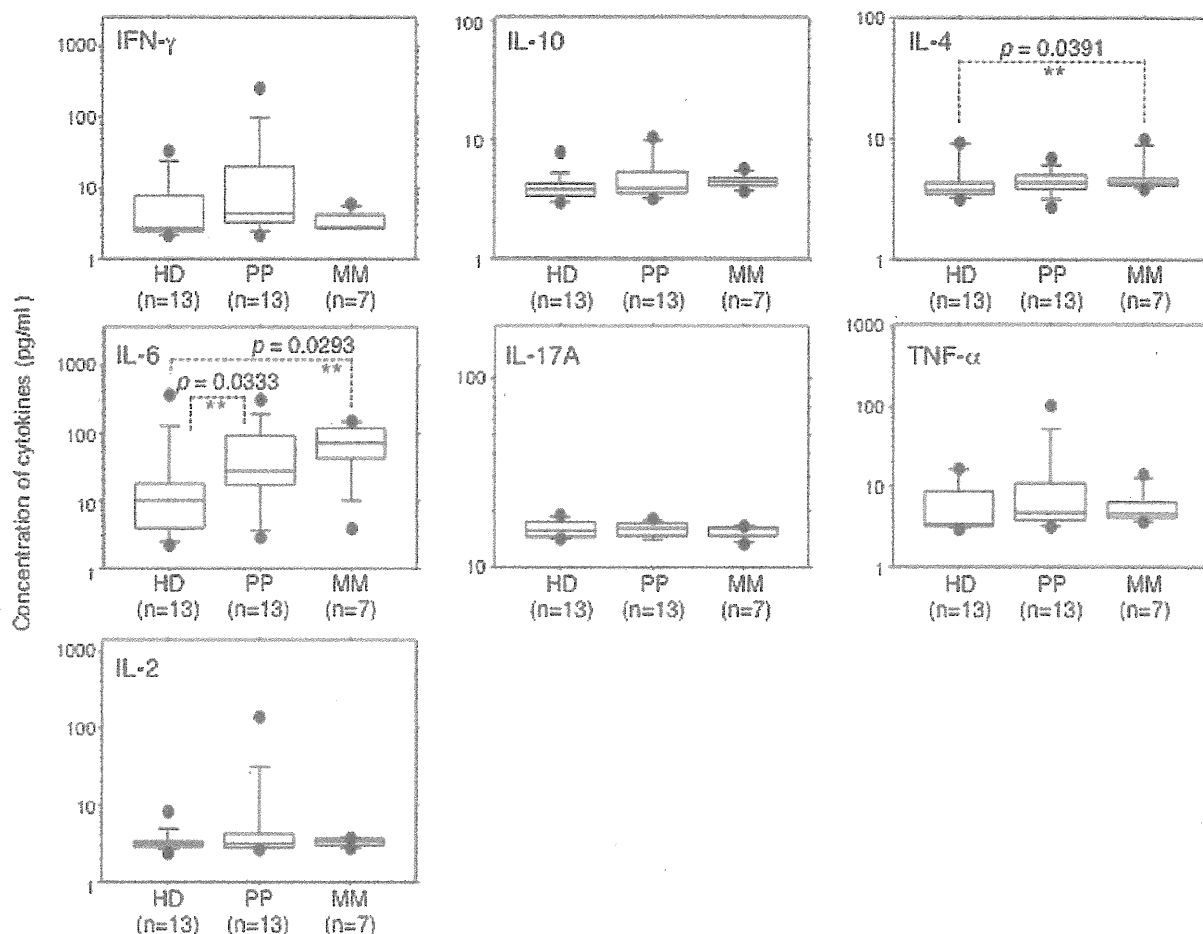 Concentration of cytokines (pg/ml)
IFN-γ
1000
100
10
1
HD PP MM
(n=13) (n=13) (n=7)
IL-10
100
10
1
HD PP MM
(n=13) (n=13) (n=7)
IL-4
p = 0.0391
**
100
10
1
HD PP MM
(n=13) (n=13) (n=7)
IL-6
p = 0.0293
**
p = 0.0333
**
1000
100
10
1
HD PP MM
(n=13) (n=13) (n=7)
IL-17A
100
10
HD PP MM
(n=13) (n=13) (n=7)
TNF-α
1000
100
10
1
HD PP MM
(n=13) (n=13) (n=7)
IL-2
1000
100
10
1
HD PP MM
(n=13) (n=13) (n=7)